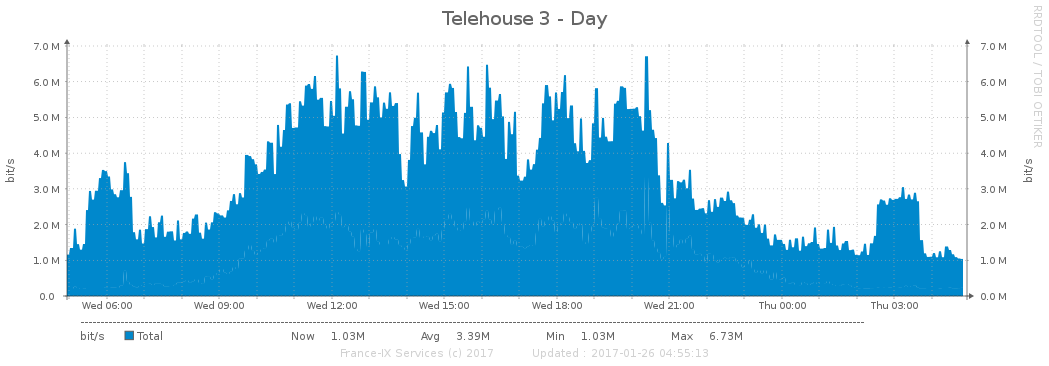 Telehouse 3 - Day
RRDTOOL / TOBI OETIKER
bit/s
7.0 M 7.0 M
6.0 M 6.0 M
5.0 M 5.0 M
4.0 M 4.0 M
3.0 M 3.0 M
2.0 M 2.0 M
1.0 M 1.0 M
0.0 0.0 M
bit/s
Wed 06:00 Wed 09:00 Wed 12:00 Wed 15:00 Wed 18:00 Wed 21:00 Thu 00:00 Thu 03:00
bit/s Total Now 1.03M Avg 3.39M Min 1.03M Max 6.73M
France-IX Services (c) 2017 Updated : 2017-01-26 04:55:13